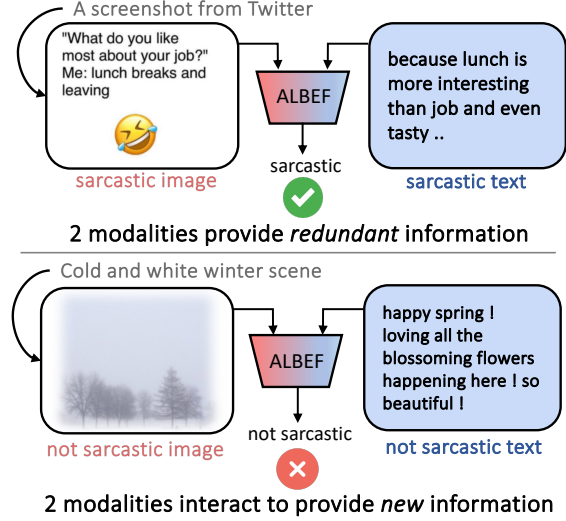 A screenshot from Twitter
"What do you like
most about your job?"
Me: lunch breaks and
leaving
ALBEF
because lunch is
more interesting
than job and even
tasty ..
sarcastic
sarcastic image
sarcastic text
2 modalities provide redundant information
Cold and white winter scene
ALBEF
happy spring !
loving all the
blossoming flowers
happening here ! so
beautiful !
not sarcastic
not sarcastic image
not sarcastic text
2 modalities interact to provide new information